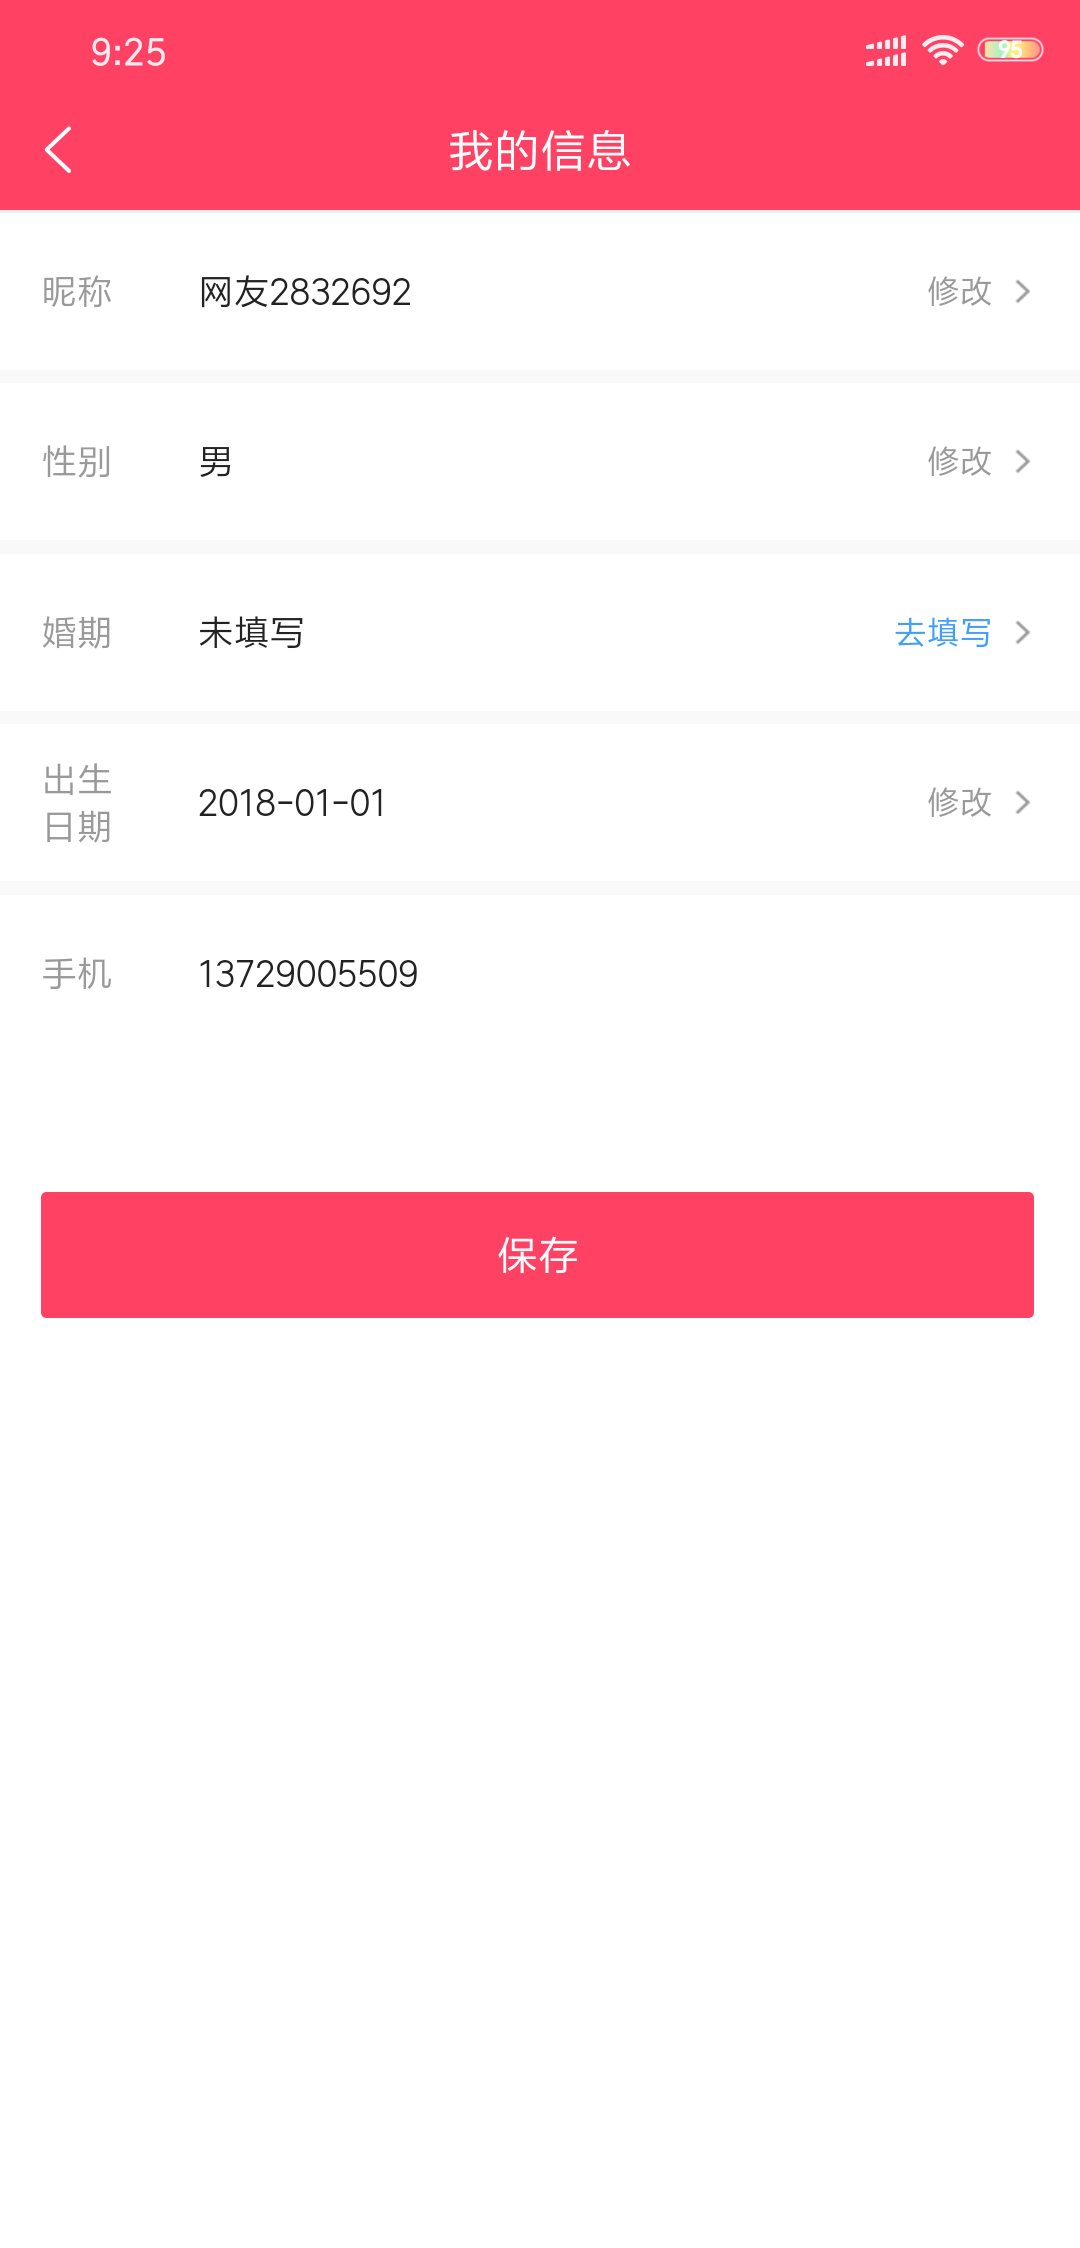 9:25
95
我的信息
昵称 网友2832692 修改
性别 男 修改
婚期 未填写 去填写
出生
日期 2018-01-01 修改
手机 13729005509
保存